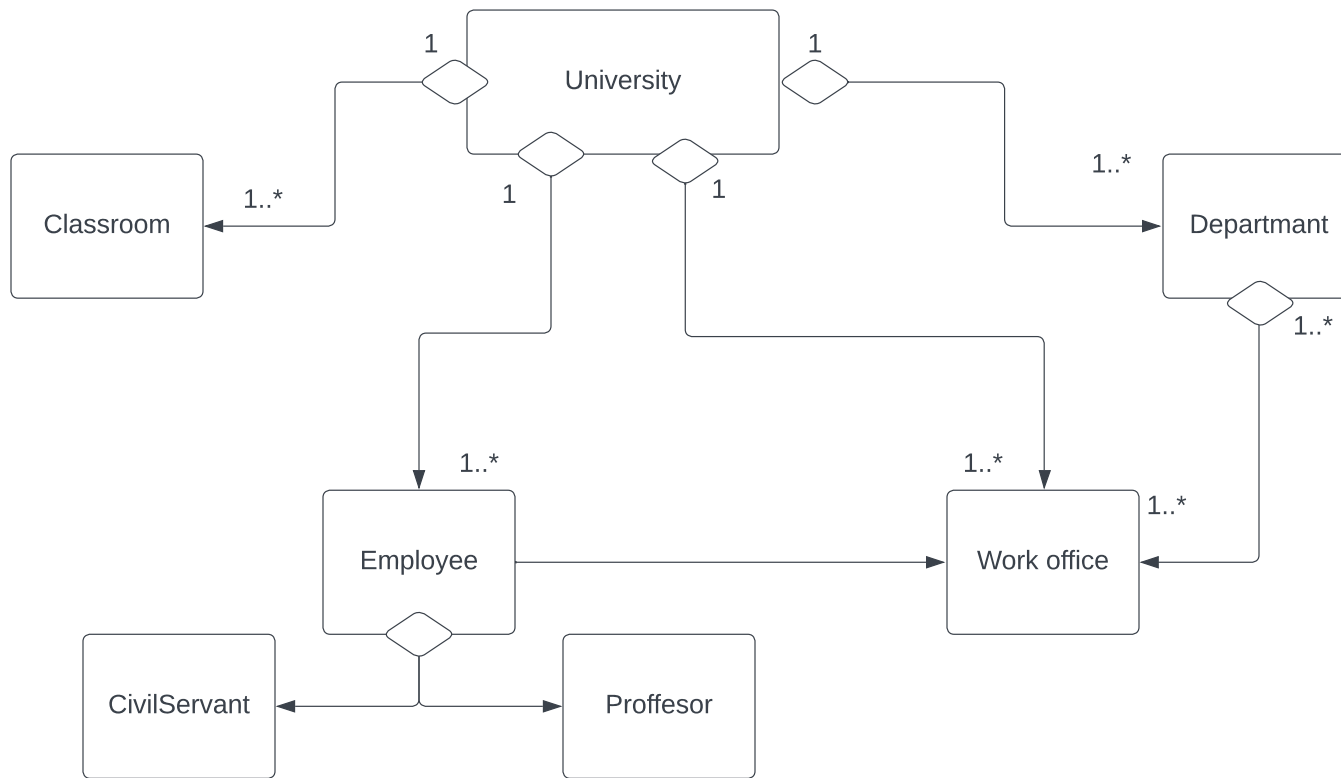 1
University
1
1..*
Departmant
1..*
Classroom
1
1
1..*
1..*
1..*
1..*
Employee
Work office
CivilServant
Proffesor